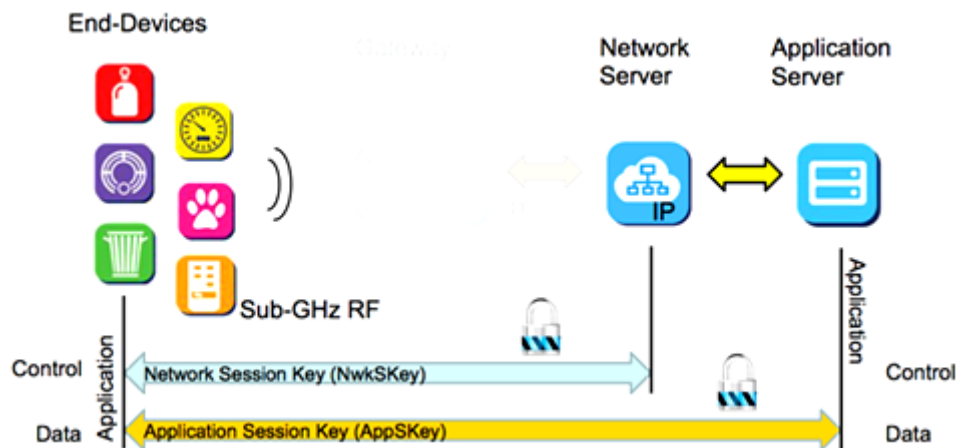 End-Devices
Network
Server
Application
Server
IP
Sub-GHz RF
Application
Application
Control
Network Session Key (NwkSKey)
Control
Data
Application Session Key (AppSKey)
Data